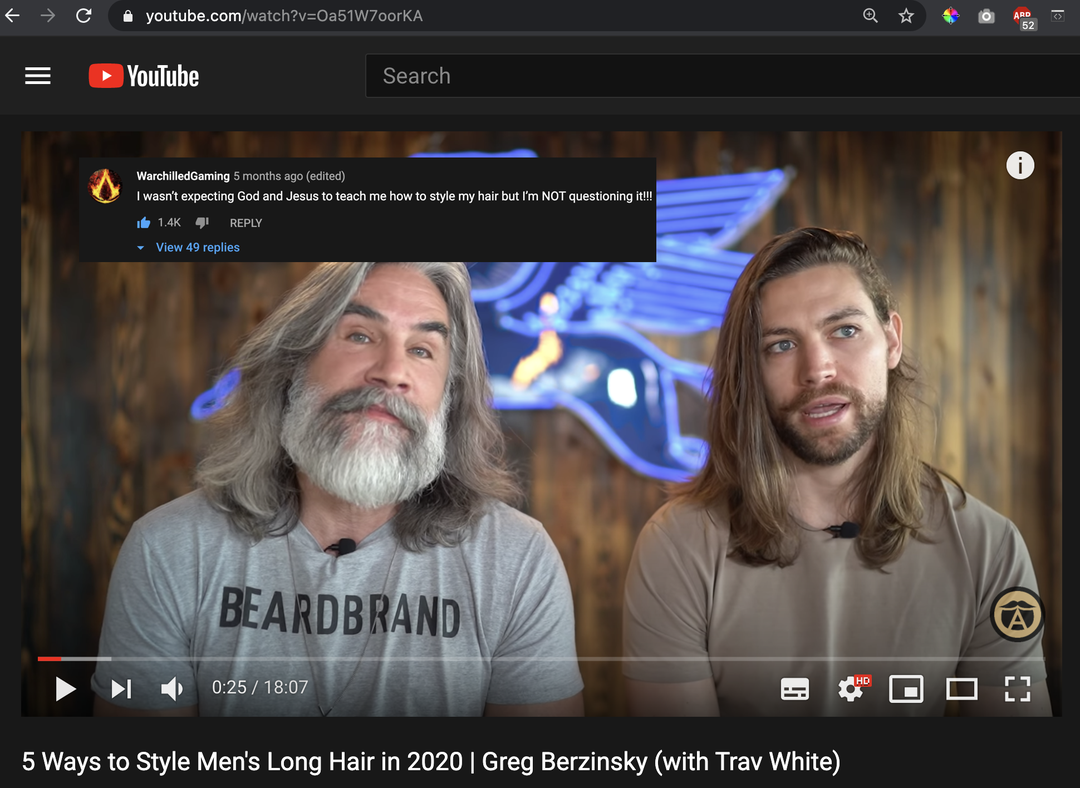 youtube.com/watch?v=Oa51W7oorKA
ABP
52
YouTube
Search
WarchilledGaming 5 months ago (edited)
I wasn't expecting God and Jesus to teach me how to style my hair but I'm NOT questioning it!!!
1.4K REPLY
View 49 replies
i
BEARDBRAND
A
0:25 / 18:07
HD
5 Ways to Style Men's Long Hair in 2020 | Greg Berzinsky (with Trav White)